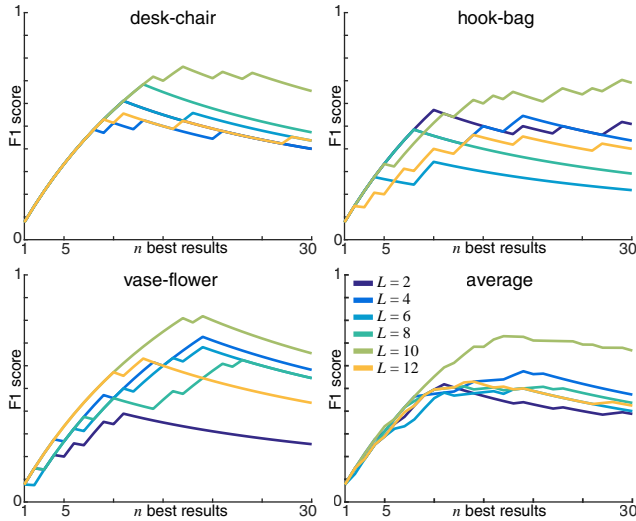 desk-chair
1
F1 score
0
1
5
n best results
30
hook-bag
1
F1 score
0
1
5
n best results
30
vase-flower
1
F1 score
0
1
5
n best results
30
average
1
F1 score
0
1
5
n best results
30
L = 2
L = 4
L = 6
L = 8
L = 10
L = 12